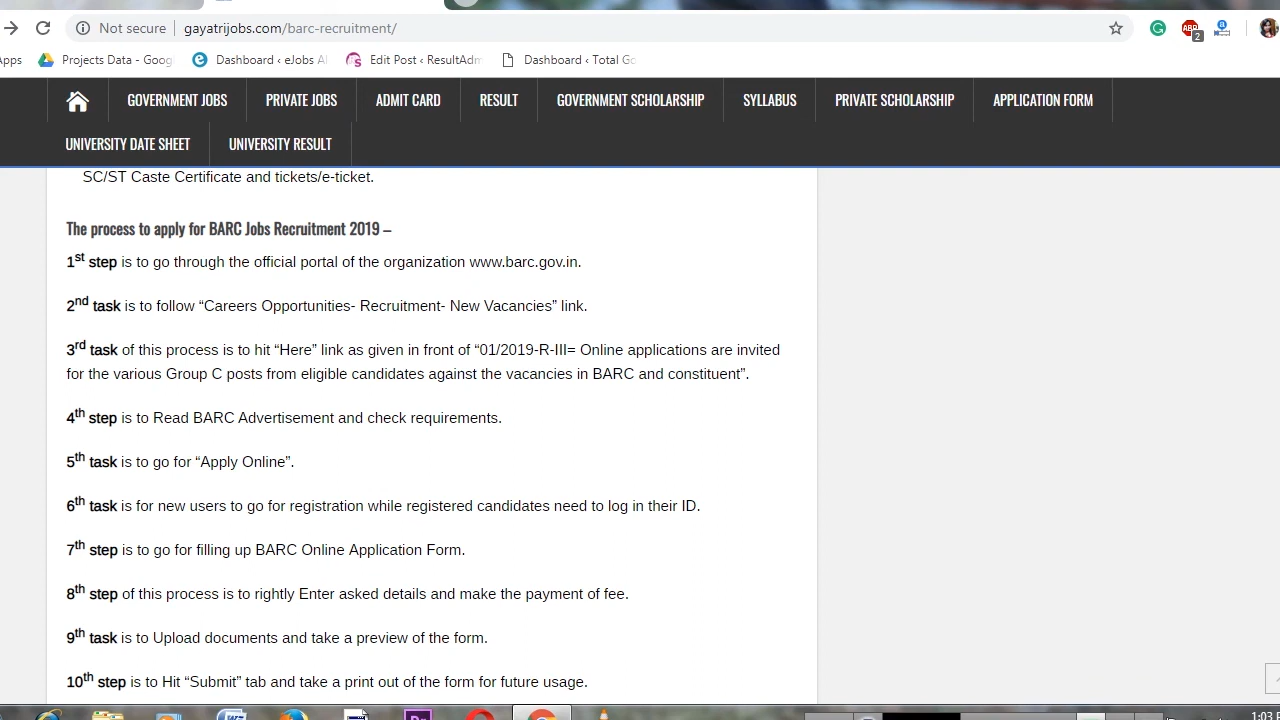 Not secure gayatrijobs.com/barc-recruitment/
ABP
2
Apps Projects Data - Goog Dashboard ‹ eJobs Al Edit Post ‹ ResultAdm Dashboard ‹ Total Go
GOVERNMENT JOBS PRIVATE JOBS ADMIT CARD RESULT GOVERNMENT SCHOLARSHIP SYLLABUS PRIVATE SCHOLARSHIP APPLICATION FORM
UNIVERSITY DATE SHEET UNIVERSITY RESULT
SC/ST Caste Certificate and tickets/e-ticket.
The process to apply for BARC Jobs Recruitment 2019 –
1st step is to go through the official portal of the organization www.barc.gov.in.
2nd task is to follow “Careers Opportunities- Recruitment- New Vacancies” link.
3rd task of this process is to hit “Here” link as given in front of “01/2019-R-III= Online applications are invited
for the various Group C posts from eligible candidates against the vacancies in BARC and constituent”.
4th step is to Read BARC Advertisement and check requirements.
5th task is to go for “Apply Online”.
6th task is for new users to go for registration while registered candidates need to log in their ID.
7th step is to go for filling up BARC Online Application Form.
8th step of this process is to rightly Enter asked details and make the payment of fee.
9th task is to Upload documents and take a preview of the form.
10th step is to Hit “Submit” tab and take a print out of the form for future usage.